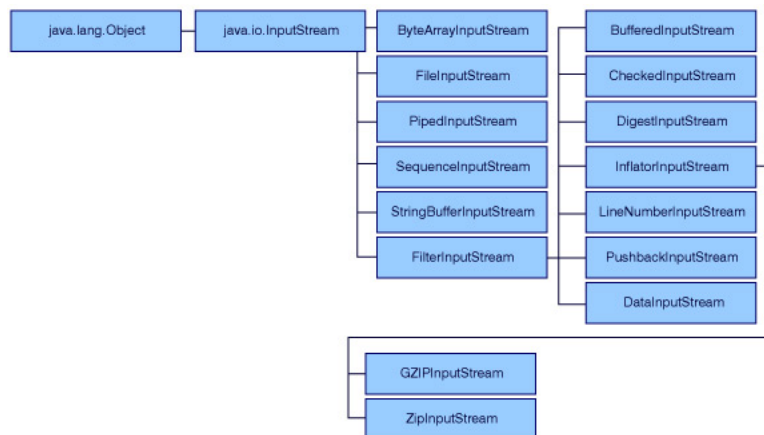 java.lang.Object
java.io.InputStream
ByteArrayInputStream
FileInputStream
PipedInputStream
SequenceInputStream
StringBufferInputStream
FilterInputStream
BufferedInputStream
CheckedInputStream
DigestInputStream
InflatorInputStream
LineNumberInputStream
PushbackInputStream
DataInputStream
GZIPInputStream
ZipInputStream